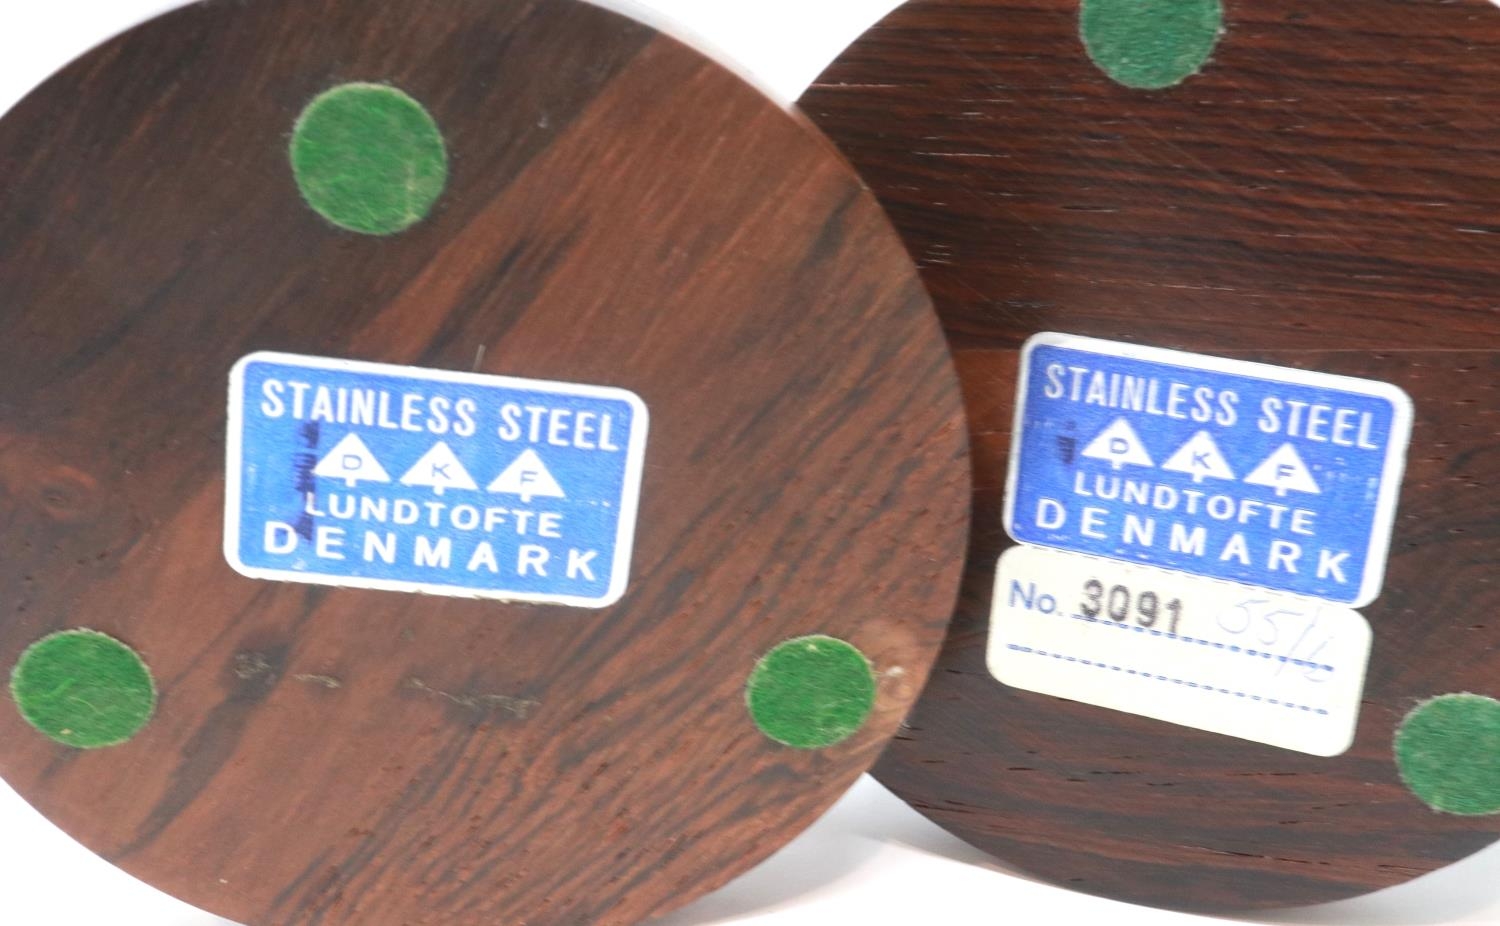 STAINLESS STEEL
D K F
LUNDTOFTE
DENMARK
STAINLESS STEEL
D K F
LUNDTOFTE
DENMARK
No. 3091